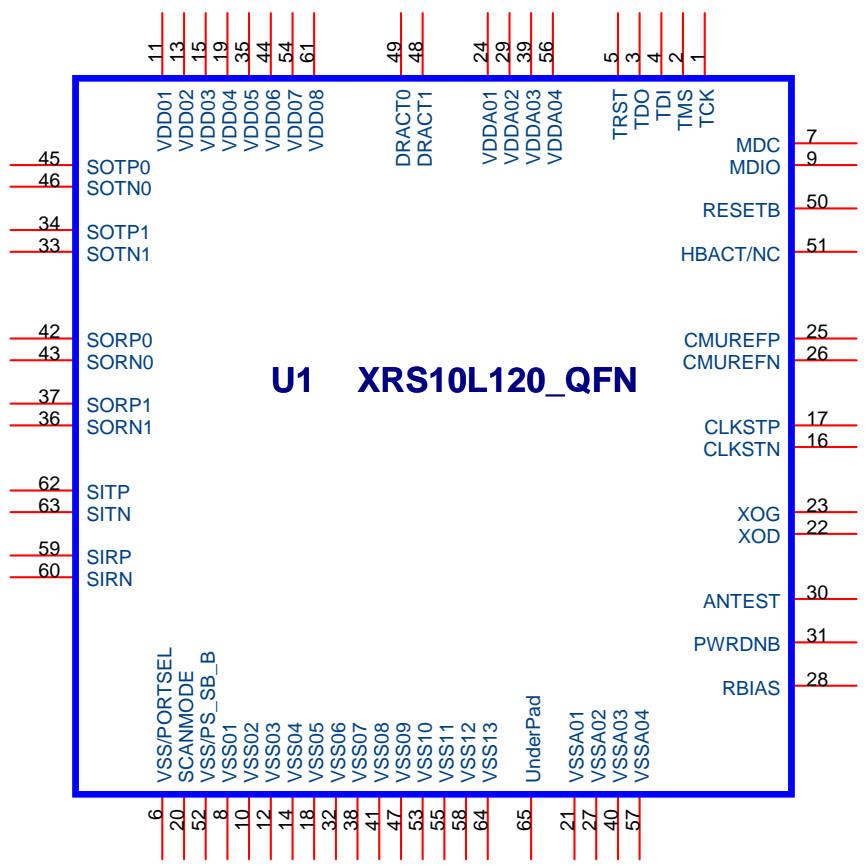 11 13 15 19 35 44 54 61 49 48 24 29 39 56 5 3 4 2 1
VDD01 VDD02 VDD03 VDD04 VDD05 VDD06 VDD07 VDD08 DRACT0 DRACT1 VDDA01 VDDA02 VDDA03 VDDA04 TRST TDO TDI TMS TCK
MDC 7
45 SOTP0
MDIO 9
46 SOTN0
RESETB 50
34 SOTP1
33 SOTN1
HBACT/NC 51
42 SORP0
CMUREFP 25
43 SORN0
CMUREFN 26
U1 XRS10L120_QFN
37 SORP1
36 SORN1
CLKSTP 17
CLKSTN 16
62 SITP
63 SITN
XOG 23
XOD 22
59 SIRP
60 SIRN
ANTEST 30
PWRDNB 31
RBIAS 28
VSS/PORTSEL SCANMODE VSS/PS_SB_B VSS01 VSS02 VSS03 VSS04 VSS05 VSS06 VSS07 VSS08 VSS09 VSS10 VSS11 VSS12 VSS13 UnderPad VSSA01 VSSA02 VSSA03 VSSA04
6 20 52 8 10 12 14 18 32 38 41 47 53 55 58 64 65 21 27 40 57